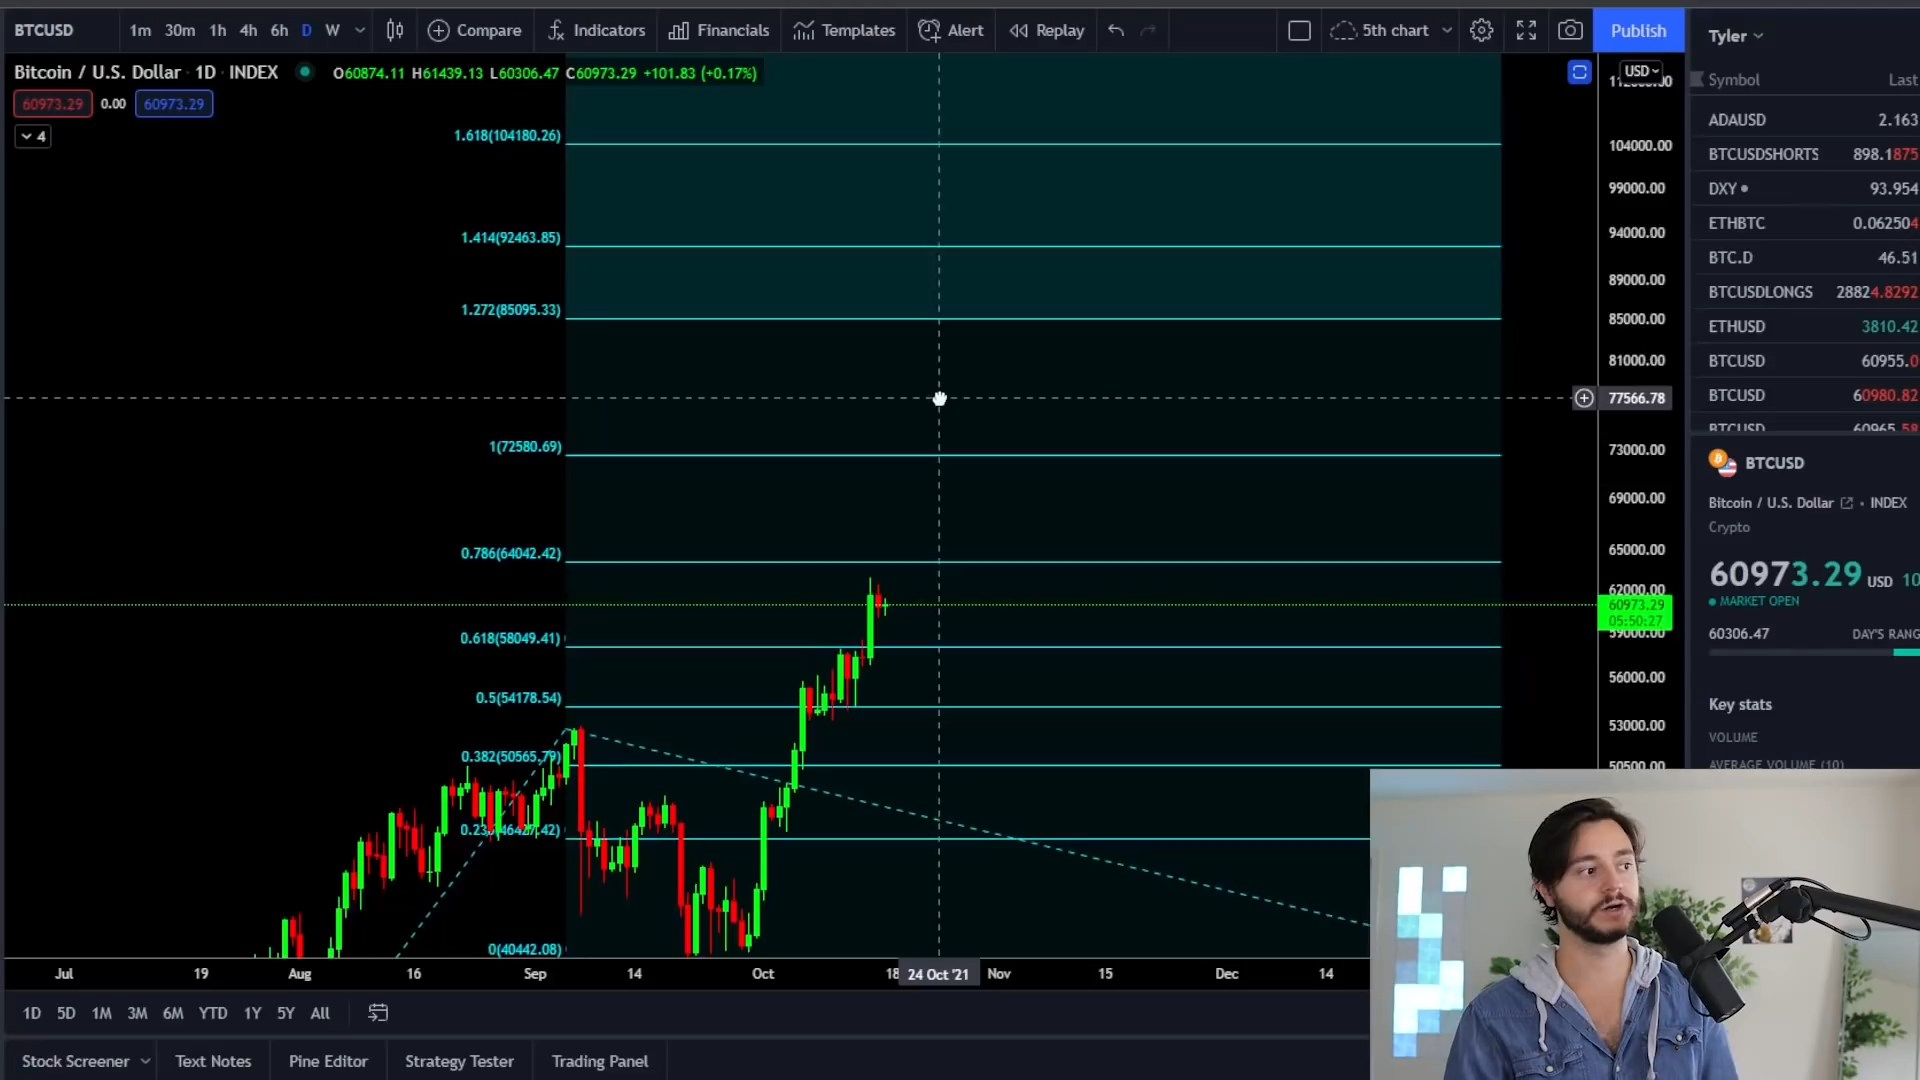 BTCUSD 1m 30m 1h 4h 6h D W Compare Indicators Financials Templates Alert Replay 5th chart Publish
Bitcoin / U.S. Dollar · 1D · INDEX O60874.11 H61439.13 L60306.47 C60973.29 +101.83 (+0.17%)
60973.29 0.00 60973.29
4
1.618(104180.26)
1.414(92463.85)
1.272(85095.33)
1(72580.69)
0.786(64042.42)
0.618(58049.41)
0.5(54178.54)
0.382(50565.79)
0(40442.08)
USD
104000.00
99000.00
94000.00
89000.00
85000.00
81000.00
77566.78
73000.00
69000.00
65000.00
62000.00
60973.29
05:50:27
59000.00
56000.00
53000.00
50500.00
Jul 19 Aug 16 Sep 14 Oct 18 24 Oct '21 Nov 15 Dec 14
1D 5D 1M 3M 6M YTD 1Y 5Y All
Stock Screener Text Notes Pine Editor Strategy Tester Trading Panel
Tyler
Symbol Last
ADAUSD 2.163
BTCUSDSHORTS 898.1875
DXY 93.954
ETHBTC 0.062504
BTC.D 46.51
BTCUSDLONGS 28824.8292
ETHUSD 3810.42
BTCUSD 60955.0
BTCUSD 60980.82
BTCUSD 60965.58
BTCUSD
Bitcoin / U.S. Dollar · INDEX
Crypto
60973.29 USD 10
MARKET OPEN
60306.47 DAY'S RANG
Key stats
VOLUME
AVERAGE VOLUME (10)